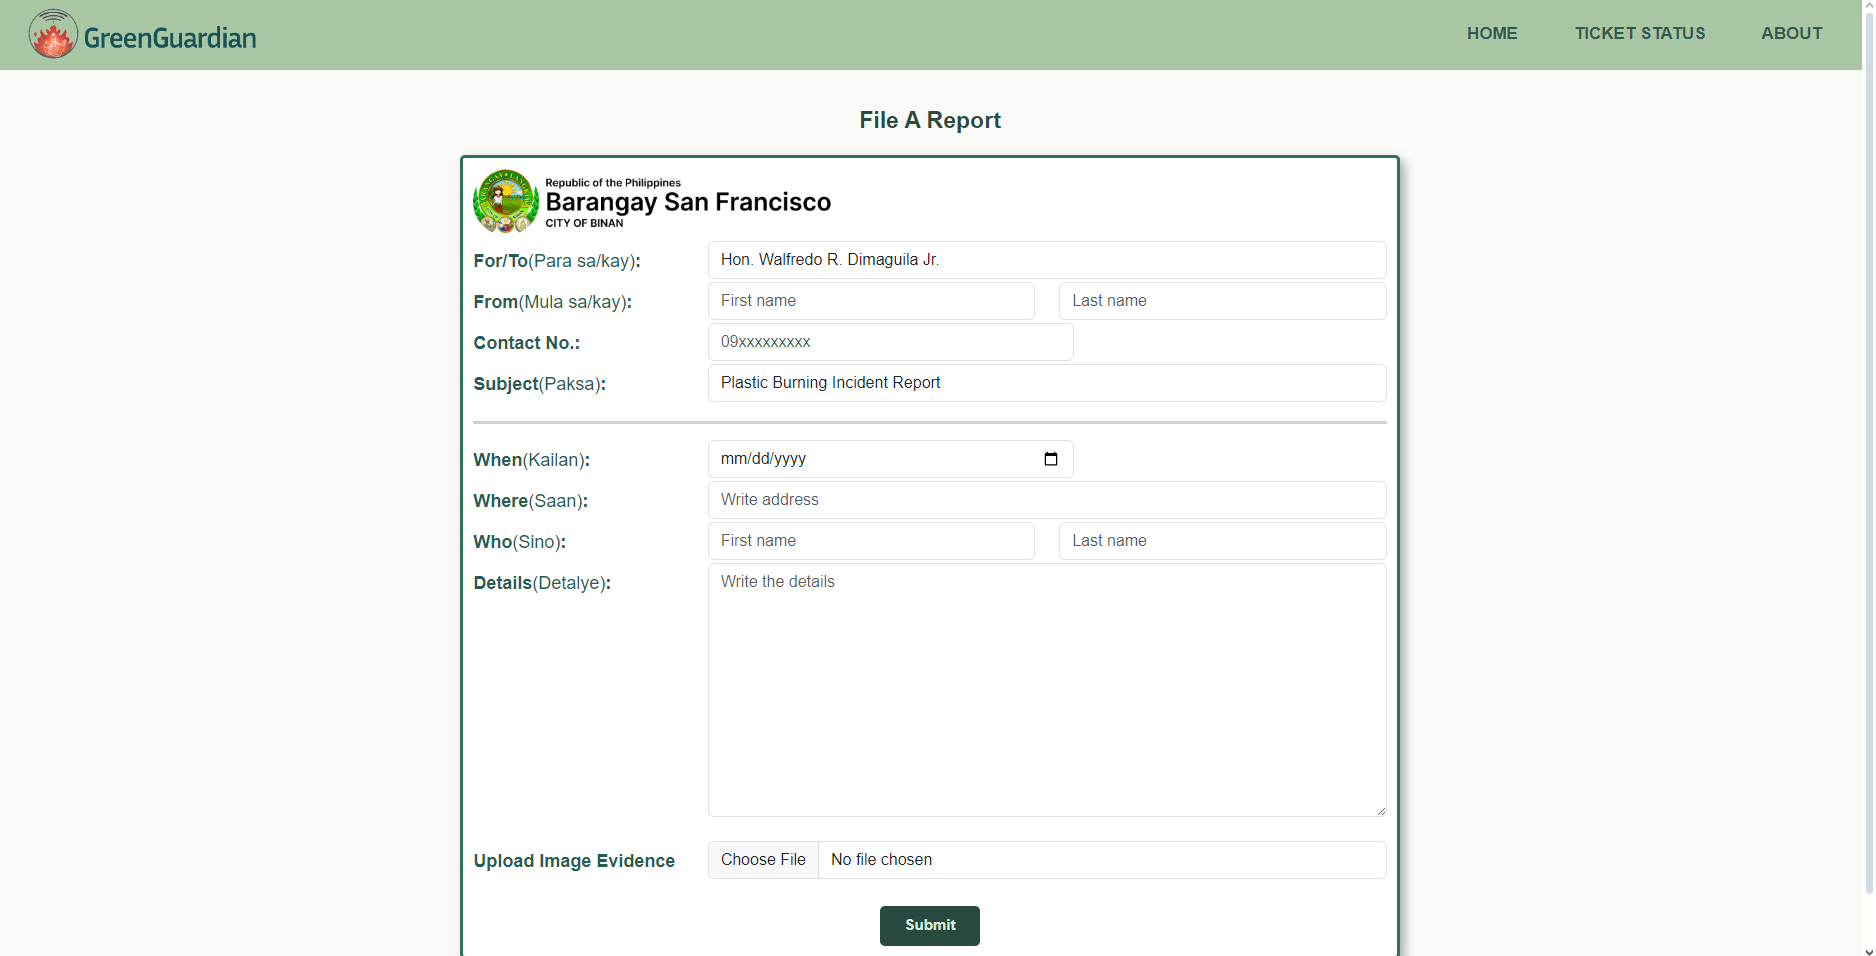 GreenGuardian
HOME
TICKET STATUS
ABOUT
File A Report
Republic of the Philippines
Barangay San Francisco
CITY OF BINAN
For/To(Para sa/kay):
Hon. Walfredo R. Dimaguila Jr.
From(Mula sa/kay):
First name
Last name
Contact No.:
09xxxxxxxxx
Subject(Paksa):
Plastic Burning Incident Report
When(Kailan):
mm/dd/yyyy
Where(Saan):
Write address
Who(Sino):
First name
Last name
Details(Detalye):
Write the details
Upload Image Evidence
Choose File
No file chosen
Submit